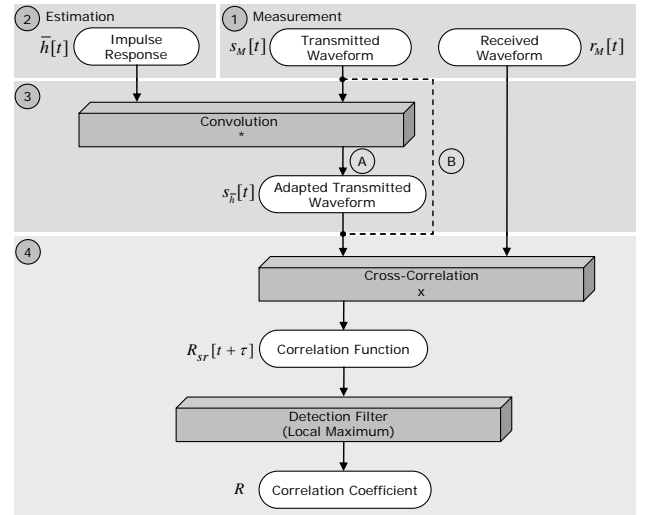 2 Estimation
1 Measurement
h̅[t]
Impulse
Response
s_M[t]
Transmitted
Waveform
Received
Waveform
r_M[t]
3
Convolution
*
A
B
s_h̅[t]
Adapted Transmitted
Waveform
4
Cross-Correlation
x
R_sr[t + τ]
Correlation Function
Detection Filter
(Local Maximum)
R
Correlation Coefficient